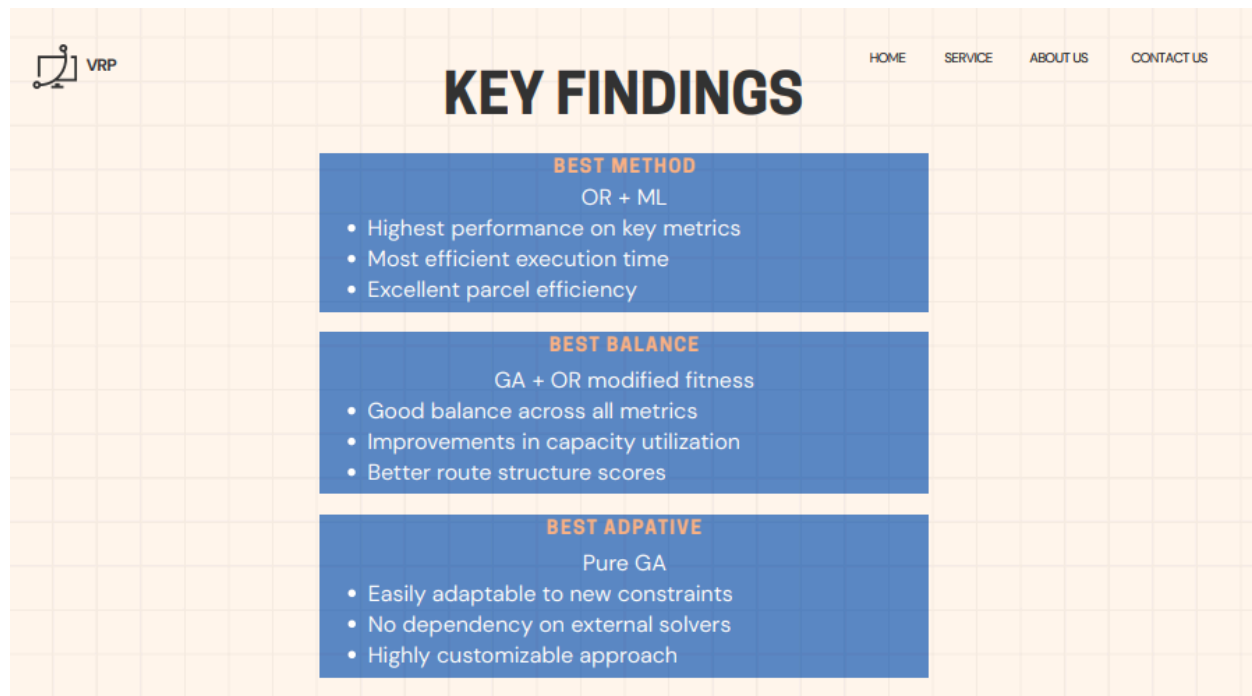 VRP
HOME SERVICE ABOUT US CONTACT US
KEY FINDINGS
BEST METHOD
OR + ML
• Highest performance on key metrics
• Most efficient execution time
• Excellent parcel efficiency
BEST BALANCE
GA + OR modified fitness
• Good balance across all metrics
• Improvements in capacity utilization
• Better route structure scores
BEST ADPATIVE
Pure GA
• Easily adaptable to new constraints
• No dependency on external solvers
• Highly customizable approach